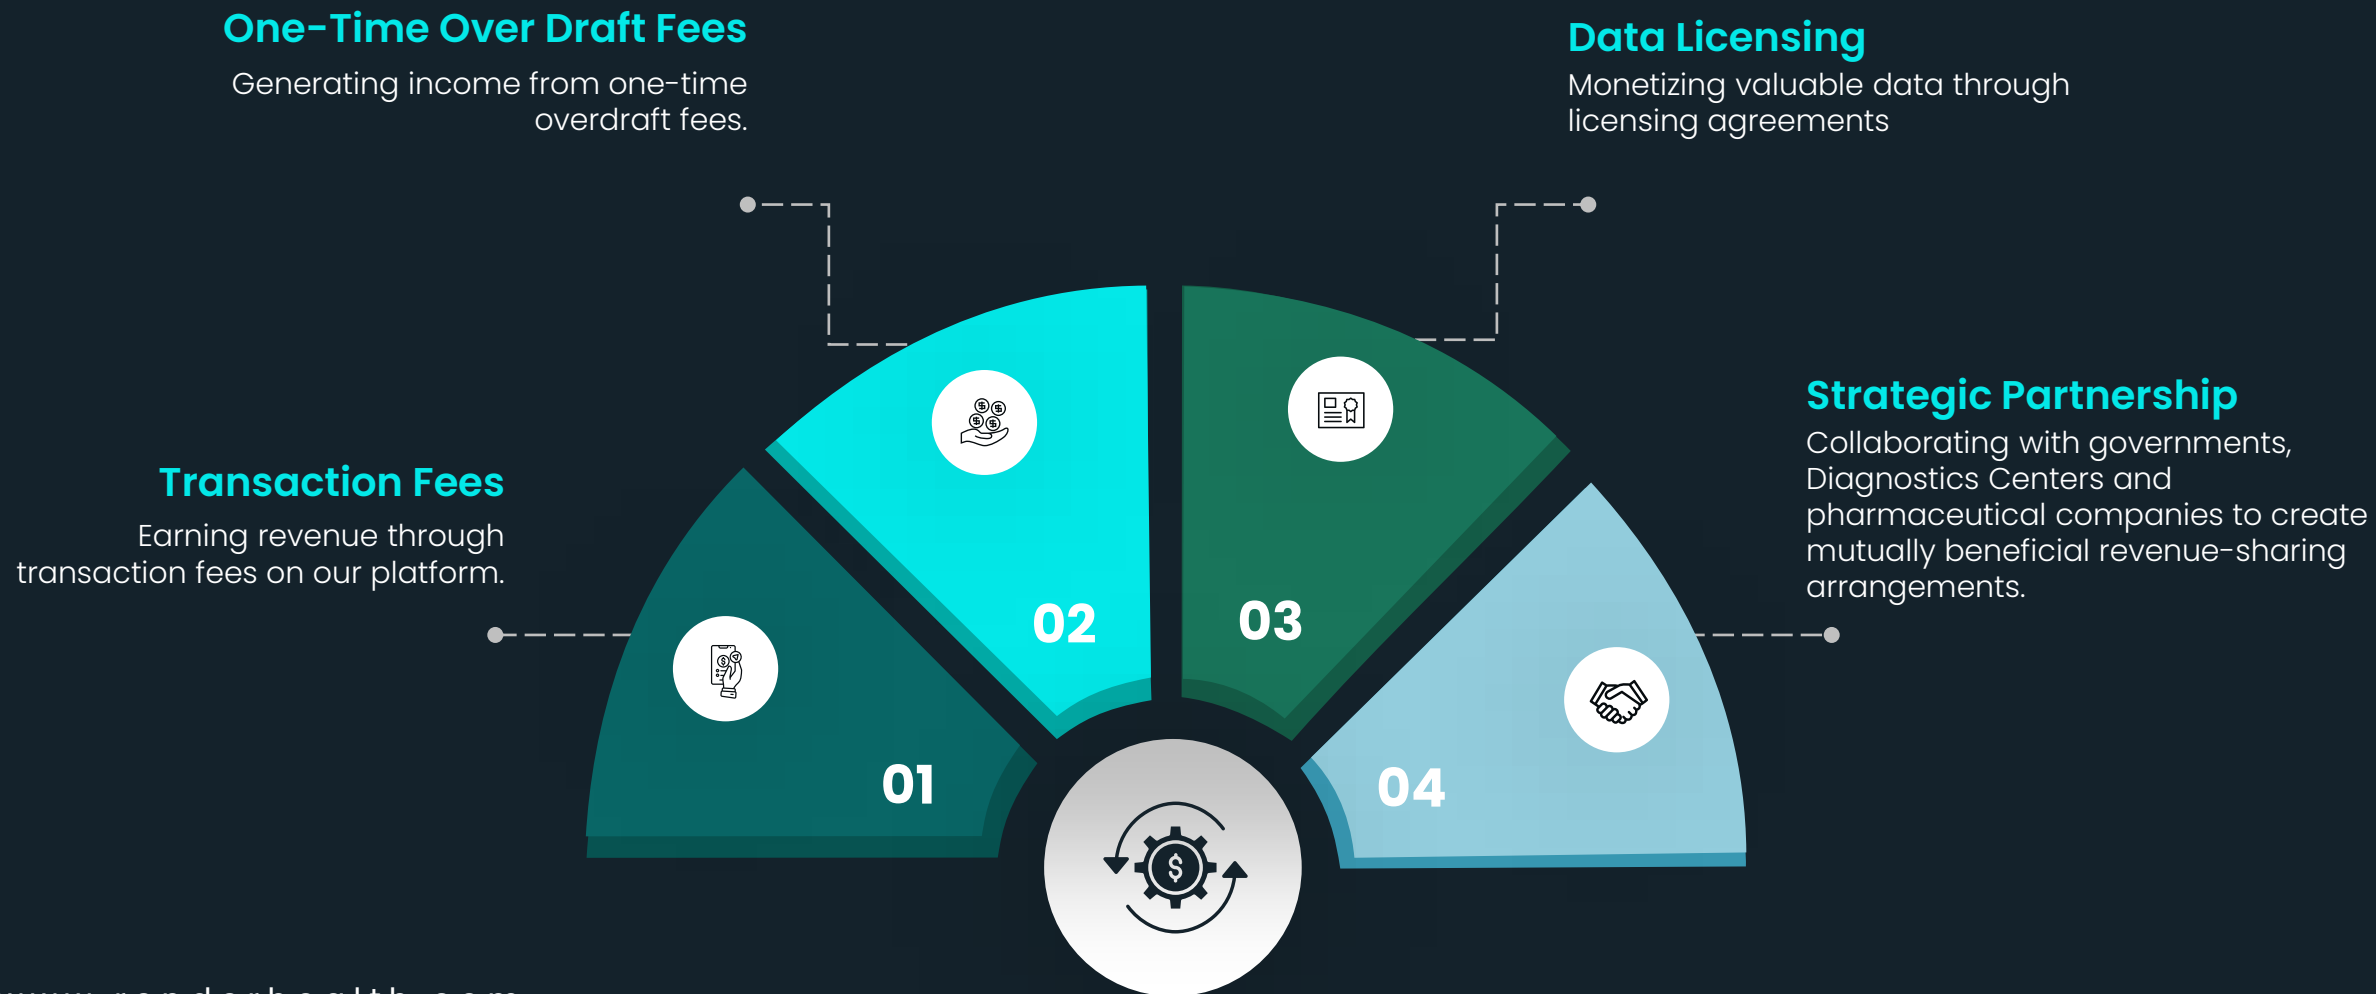 One-Time Over Draft Fees
Generating income from one-time
overdraft fees.
Data Licensing
Monetizing valuable data through
licensing agreements
Transaction Fees
Earning revenue through
transaction fees on our platform.
Strategic Partnership
Collaborating with governments,
Diagnostics Centers and
pharmaceutical companies to create
mutually beneficial revenue-sharing
arrangements.
01
02
03
04